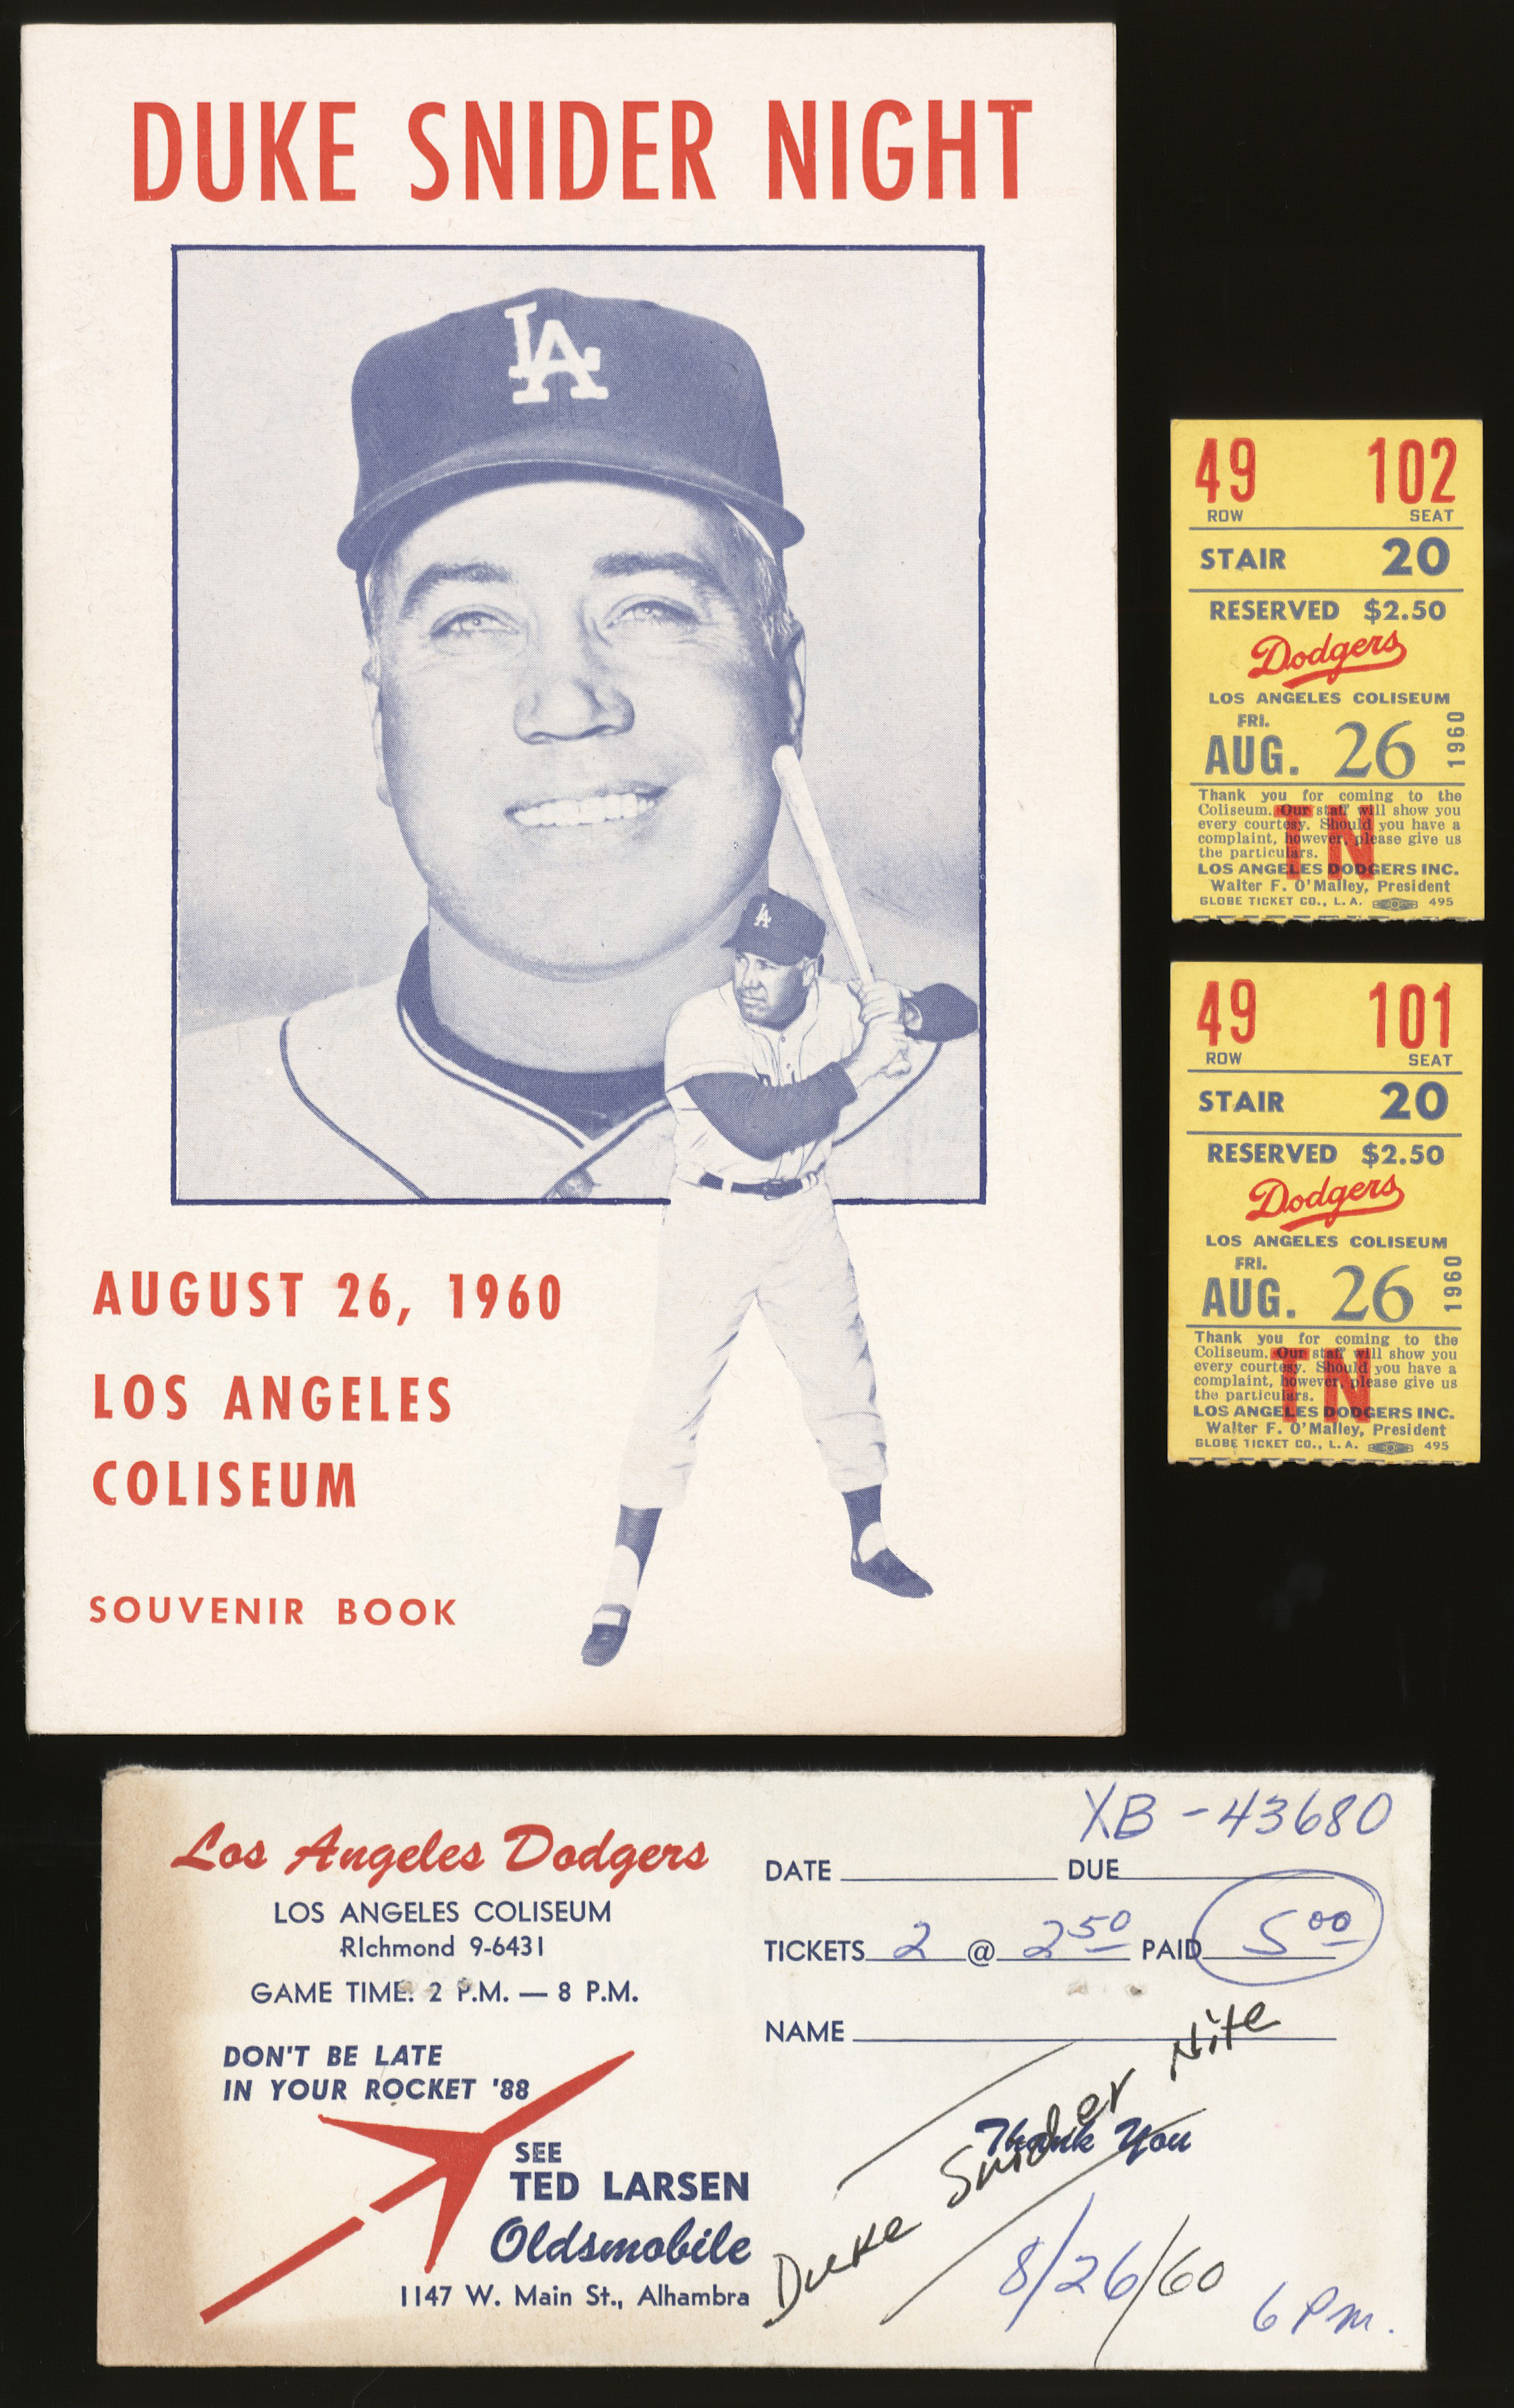 DUKE SNIDER NIGHT
LA
LA
AUGUST 26, 1960
LOS ANGELES
COLISEUM
SOUVENIR BOOK
49 102
ROW SEAT
STAIR 20
RESERVED $2.50
Dodgers
LOS ANGELES COLISEUM
FRI.
AUG. 26 1960
Thank you for coming to the
Coliseum. Our staff will show you
every courtesy. Should you have a
complaint, however, please give us
the particulars.
TN
LOS ANGELES DODGERS INC.
Walter F. O'Malley, President
GLOBE TICKET CO., L. A. 495
49 101
ROW SEAT
STAIR 20
RESERVED $2.50
Dodgers
LOS ANGELES COLISEUM
FRI.
AUG. 26 1960
Thank you for coming to the
Coliseum. Our staff will show you
every courtesy. Should you have a
complaint, however, please give us
the particulars.
TN
LOS ANGELES DODGERS INC.
Walter F. O'Malley, President
GLOBE TICKET CO., L. A. 495
Los Angeles Dodgers
LOS ANGELES COLISEUM
RIchmond 9-6431
GAME TIME: 2 P.M. — 8 P.M.
DON'T BE LATE
IN YOUR ROCKET '88
SEE
TED LARSEN
Oldsmobile
1147 W. Main St., Alhambra
XB - 43680
DATE DUE
TICKETS 2 @ 2 50 PAID 5 00
NAME
Thank You
Duke Snider Nite
8/26/60
6 Pm.